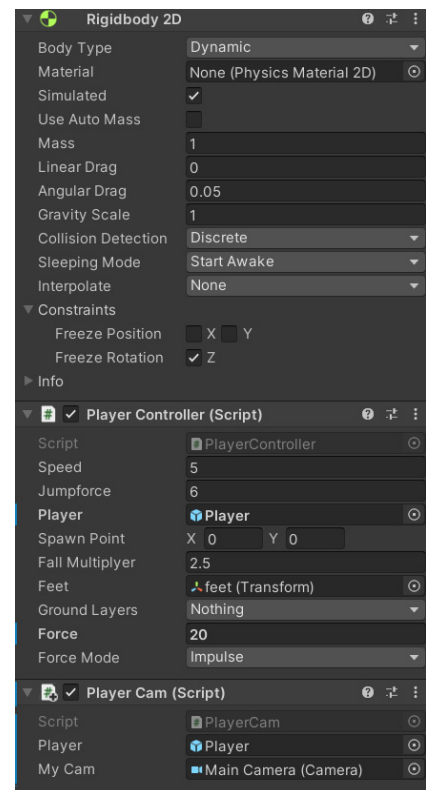 Rigidbody 2D
Body Type Dynamic
Material None (Physics Material 2D)
Simulated
Use Auto Mass
Mass 1
Linear Drag 0
Angular Drag 0.05
Gravity Scale 1
Collision Detection Discrete
Sleeping Mode Start Awake
Interpolate None
Constraints
Freeze Position X Y
Freeze Rotation Z
Info
# Player Controller (Script)
Script # PlayerController
Speed 5
Jumpforce 6
Player Player
Spawn Point X 0 Y 0
Fall Multiplyer 2.5
Feet feet (Transform)
Ground Layers Nothing
Force 20
Force Mode Impulse
# Player Cam (Script)
Script # PlayerCam
Player Player
My Cam Main Camera (Camera)